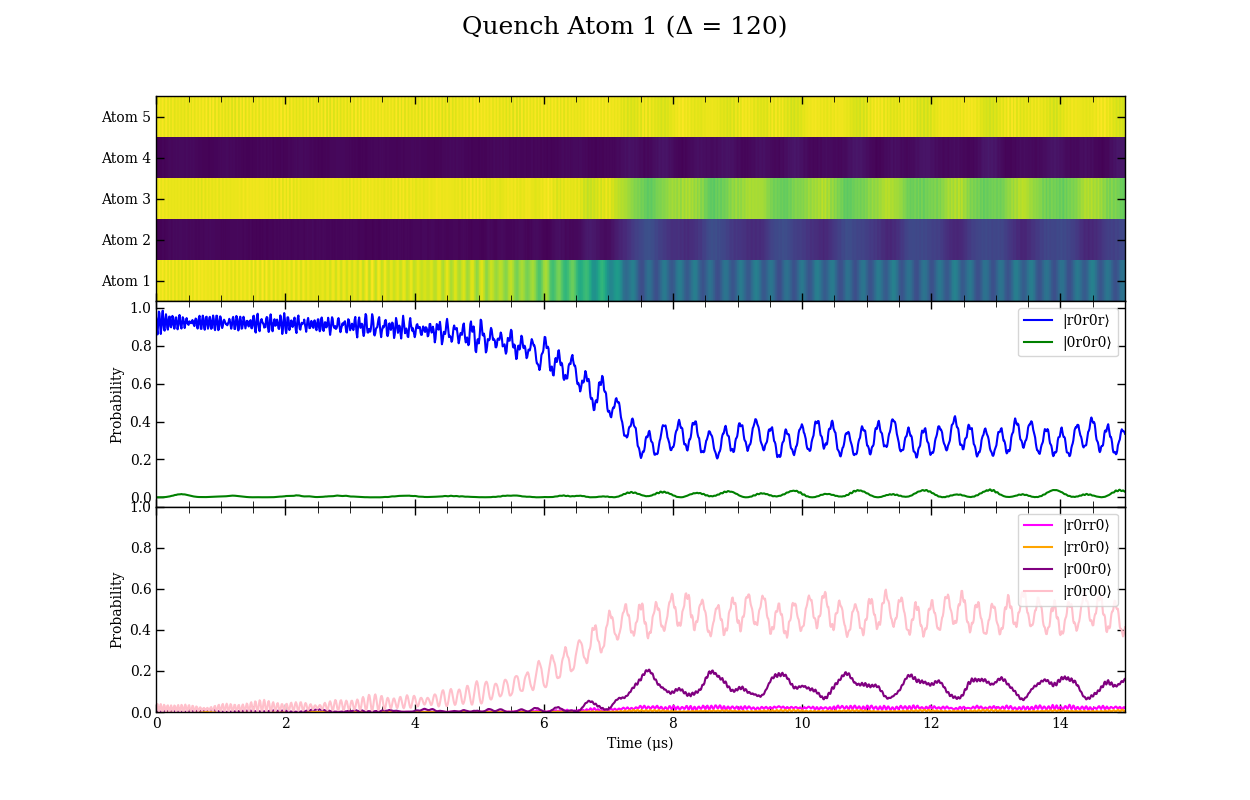 Quench Atom 1 (Δ = 120)
Atom 5
Atom 4
Atom 3
Atom 2
Atom 1
1.0
0.8
0.6
0.4
0.2
0.0
Probability
|r0r0r⟩
|0r0r0⟩
1.0
0.8
0.6
0.4
0.2
0.0
Probability
|r0rr0⟩
|rr0r0⟩
|r00r0⟩
|r0r00⟩
0 2 4 6 8 10 12 14
Time (μs)